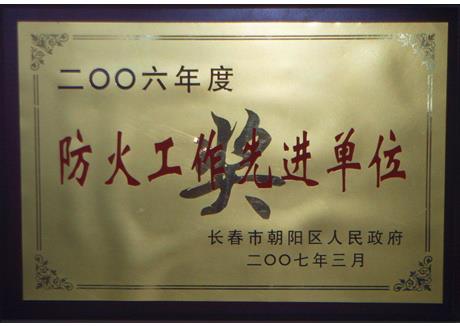 二〇〇六年度
奖
防火工作先进单位
长春市朝阳区人民政府
二〇〇七年三月